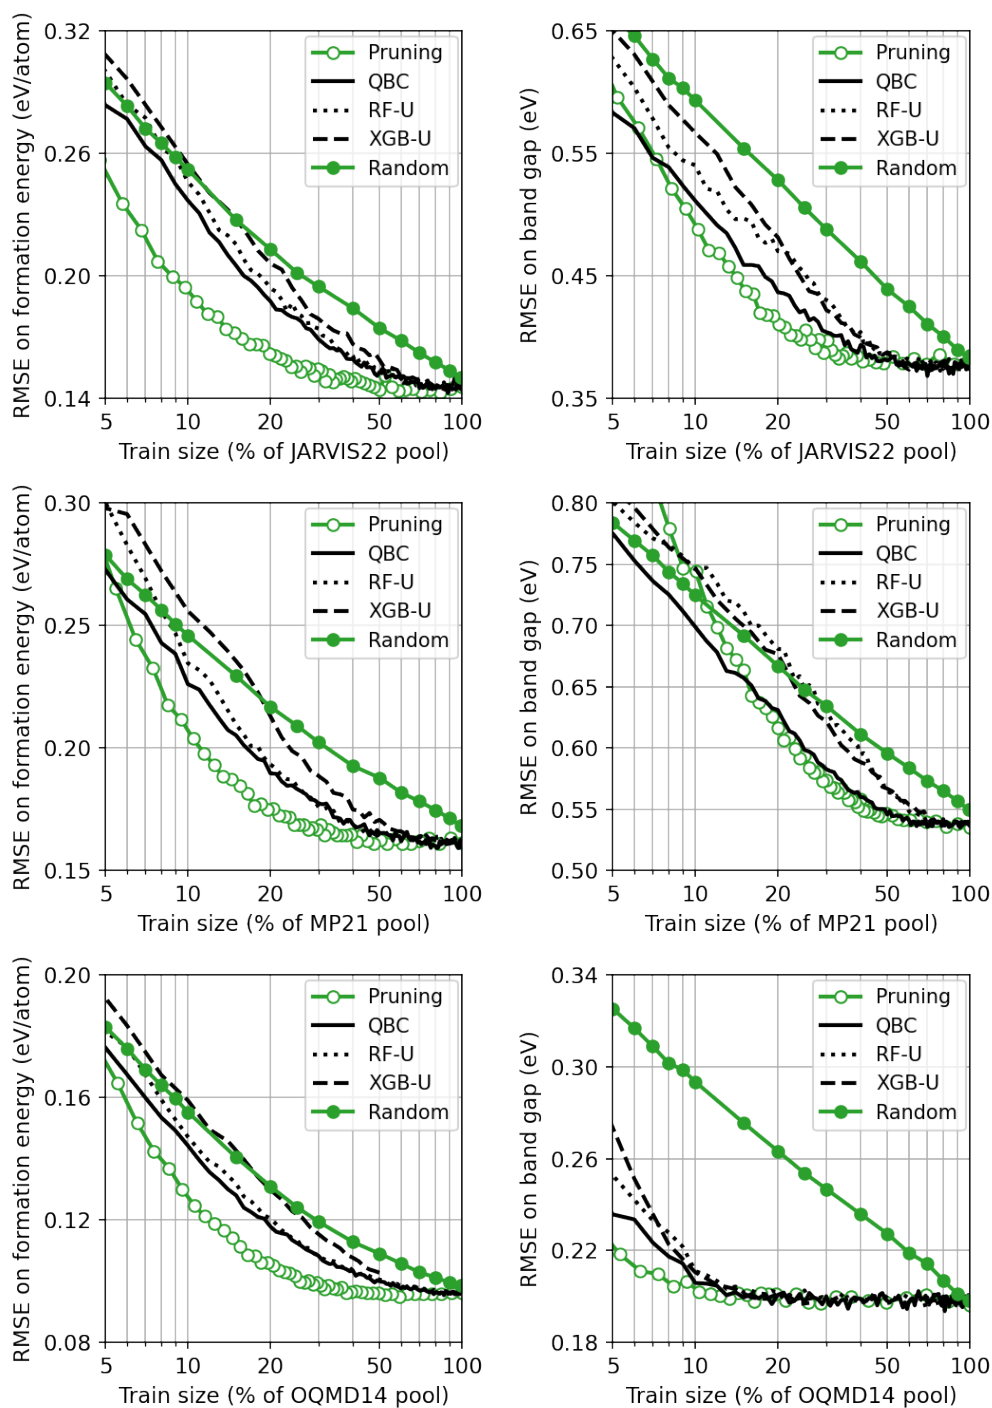 RMSE on formation energy (eV/atom)
0.32
0.26
0.20
0.14
Pruning
QBC
RF-U
XGB-U
Random
5 10 20 50 100
Train size (% of JARVIS22 pool)
RMSE on band gap (eV)
0.65
0.55
0.45
0.35
Pruning
QBC
RF-U
XGB-U
Random
5 10 20 50 100
Train size (% of JARVIS22 pool)
RMSE on formation energy (eV/atom)
0.30
0.25
0.20
0.15
Pruning
QBC
RF-U
XGB-U
Random
5 10 20 50 100
Train size (% of MP21 pool)
RMSE on band gap (eV)
0.80
0.75
0.70
0.65
0.60
0.55
0.50
Pruning
QBC
RF-U
XGB-U
Random
5 10 20 50 100
Train size (% of MP21 pool)
RMSE on formation energy (eV/atom)
0.20
0.16
0.12
0.08
Pruning
QBC
RF-U
XGB-U
Random
5 10 20 50 100
Train size (% of OQMD14 pool)
RMSE on band gap (eV)
0.34
0.30
0.26
0.22
0.18
Pruning
QBC
RF-U
XGB-U
Random
5 10 20 50 100
Train size (% of OQMD14 pool)